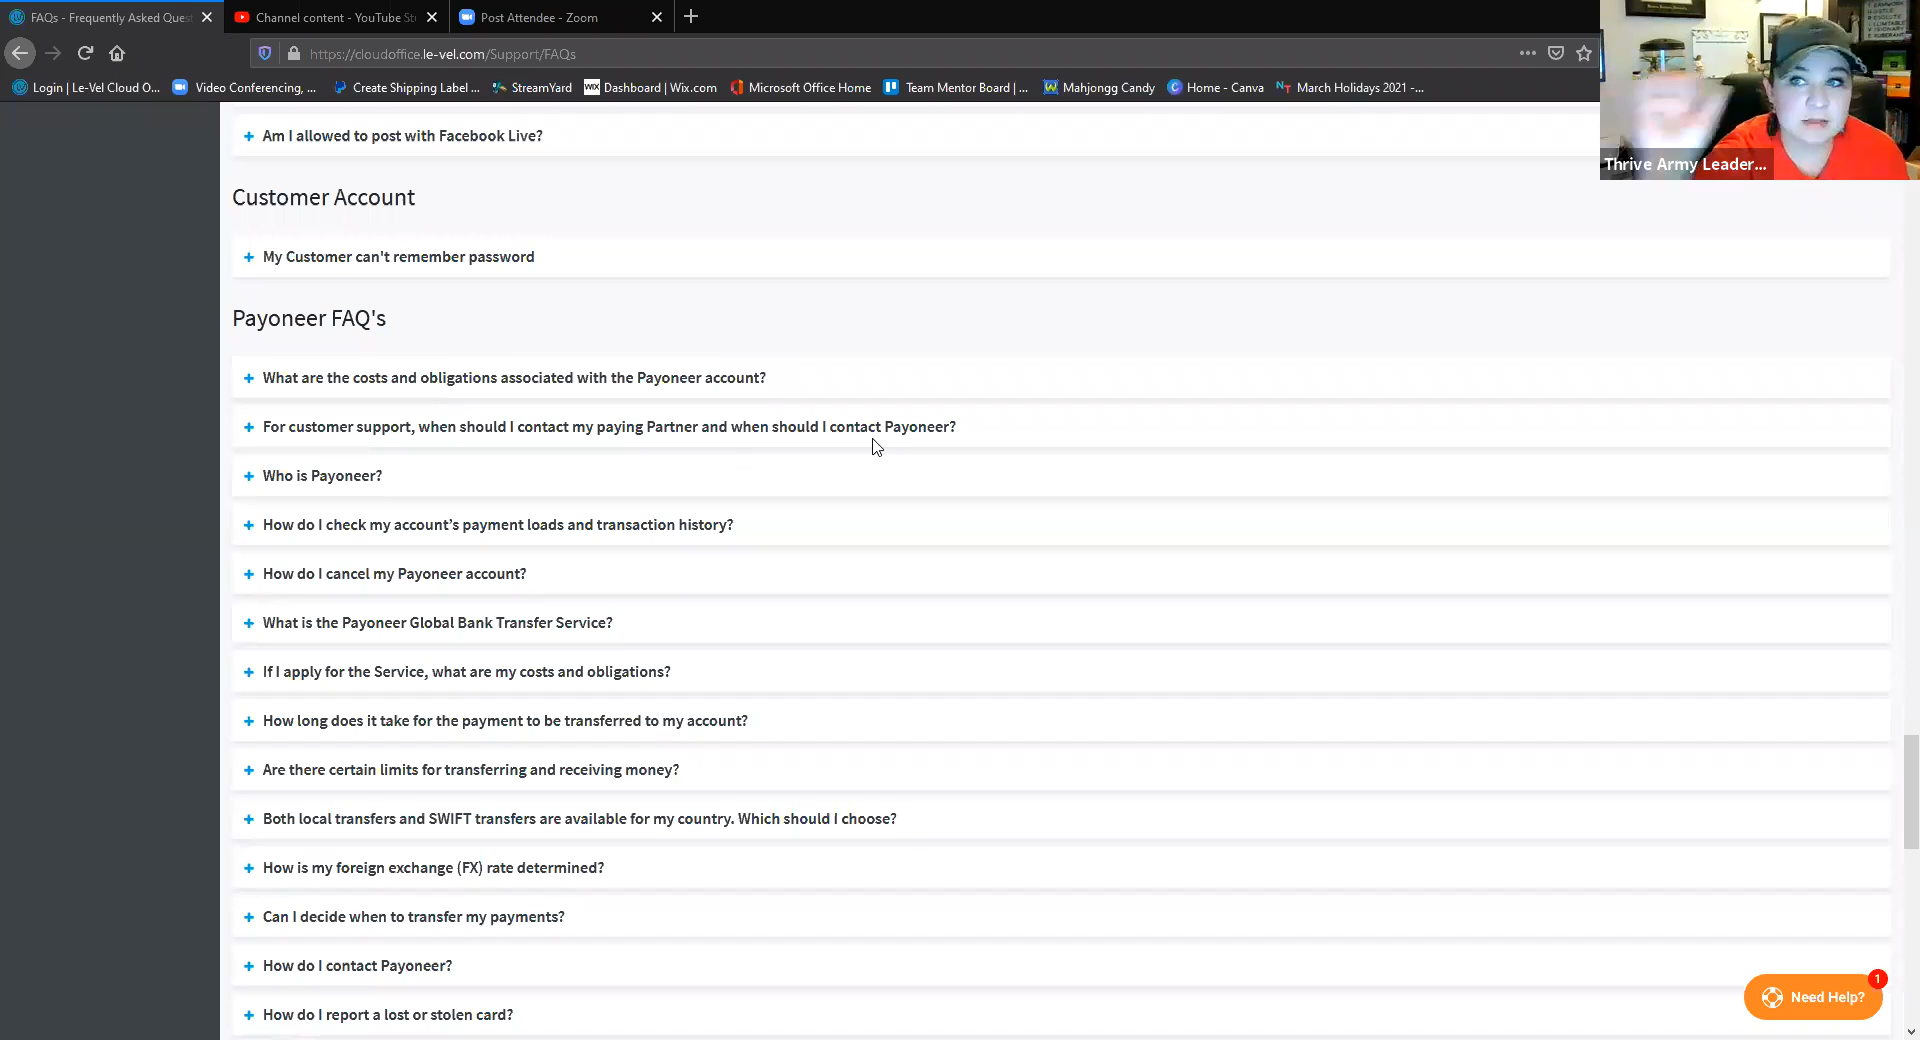 FAQs - Frequently Asked Quest
Channel content - YouTube St
Post Attendee - Zoom
https://cloudoffice.le-vel.com/Support/FAQs
Login | Le-Vel Cloud O...
Video Conferencing, ...
Create Shipping Label ...
StreamYard
WIX Dashboard | Wix.com
Microsoft Office Home
Team Mentor Board | ...
Mahjongg Candy
Home - Canva
March Holidays 2021 -...
Thrive Army Leader...
Am I allowed to post with Facebook Live?
Customer Account
My Customer can't remember password
Payoneer FAQ's
What are the costs and obligations associated with the Payoneer account?
For customer support, when should I contact my paying Partner and when should I contact Payoneer?
Who is Payoneer?
How do I check my account’s payment loads and transaction history?
How do I cancel my Payoneer account?
What is the Payoneer Global Bank Transfer Service?
If I apply for the Service, what are my costs and obligations?
How long does it take for the payment to be transferred to my account?
Are there certain limits for transferring and receiving money?
Both local transfers and SWIFT transfers are available for my country. Which should I choose?
How is my foreign exchange (FX) rate determined?
Can I decide when to transfer my payments?
How do I contact Payoneer?
How do I report a lost or stolen card?
1
Need Help?